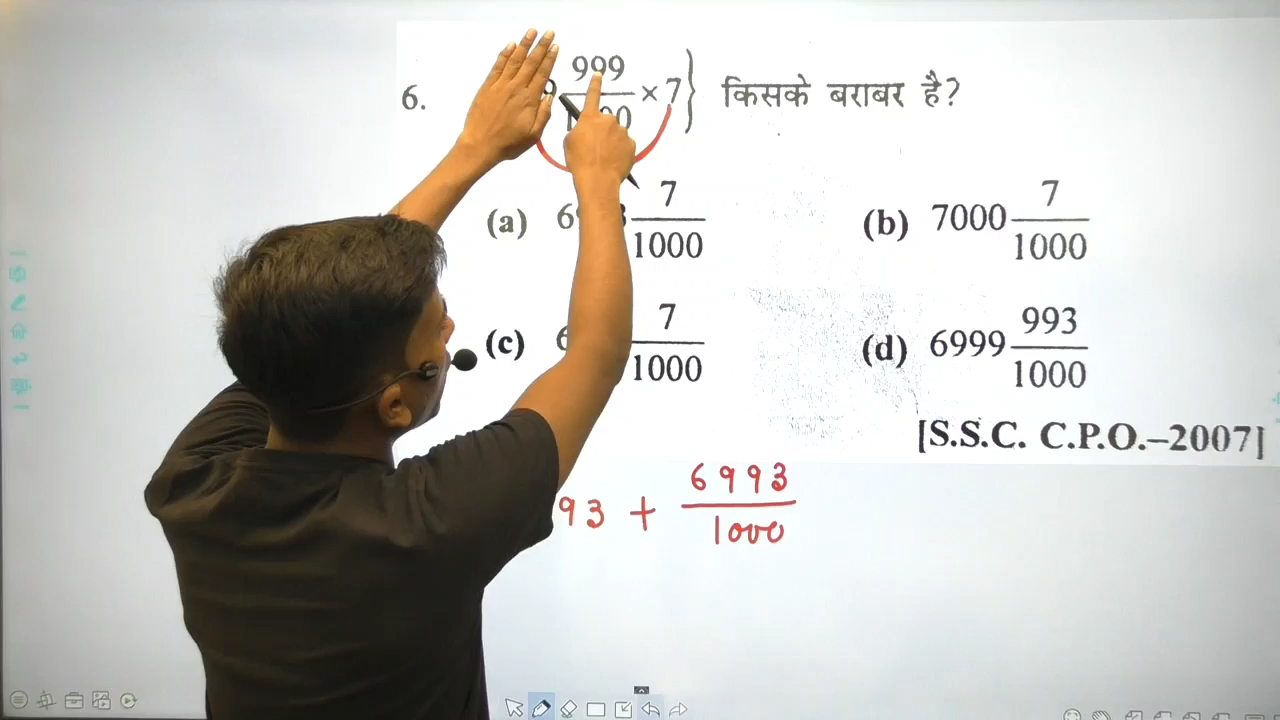 6. 999 × 7} किसके बराबर है?
(a) 7/1000 (b) 7000 7/1000
(c) 7/1000 (d) 6999 993/1000
[S.S.C. C.P.O.–2007]
93 + 6993/1000